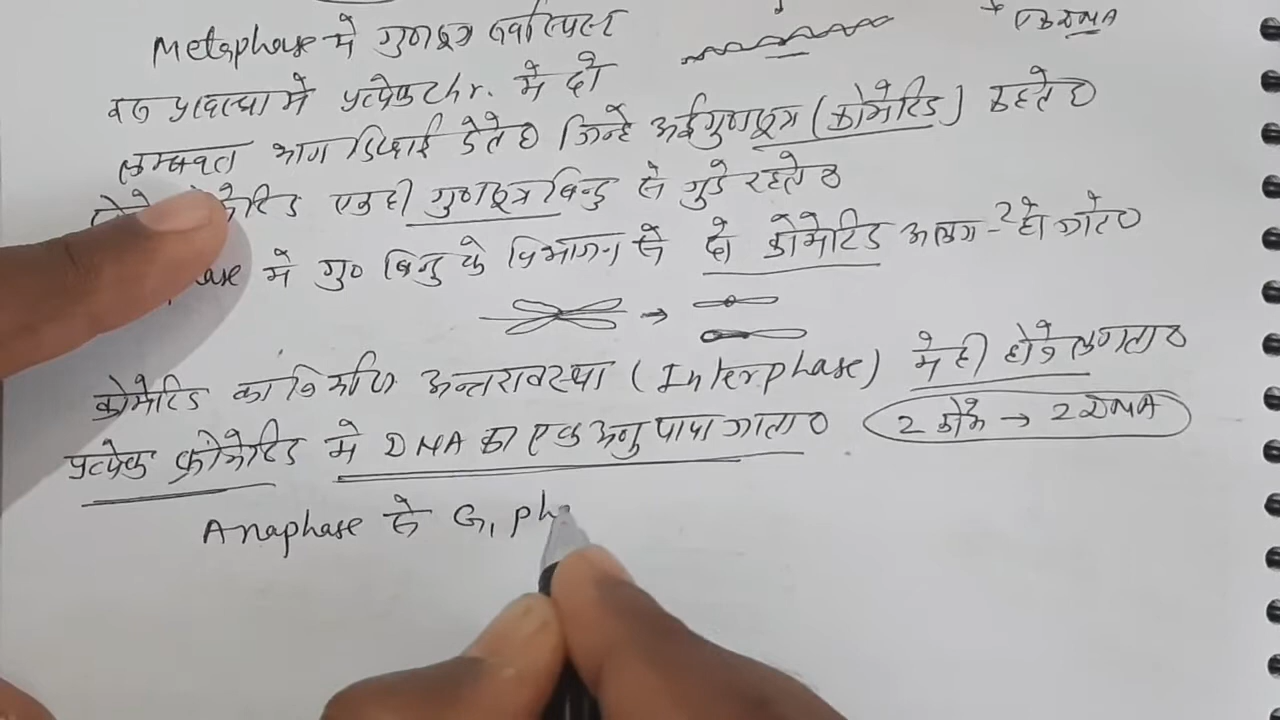 Metaphase मे गुणसूत्र
→ DNA
अवस्था मे प्रत्येक Chr. मे दो
लम्बवत भाग दिखाई देते है जिन्हे अर्द्धगुणसूत्र (क्रोमेटिड) कहते है
एक ही गुणसूत्र बिन्दु से जुडे रहते है
मे गु० बिन्दु के विभाजन से दो क्रोमेटिड अलग-2 हो जाते है
→
क्रोमेटिड का निर्माण अन्तरावस्था (Interphase) मे ही होने लगता है
प्रत्येक क्रोमेटिड मे DNA का एक अणु पाया जाता है
2 क्रोमे → 2 DNA
Anaphase से G₁ ph